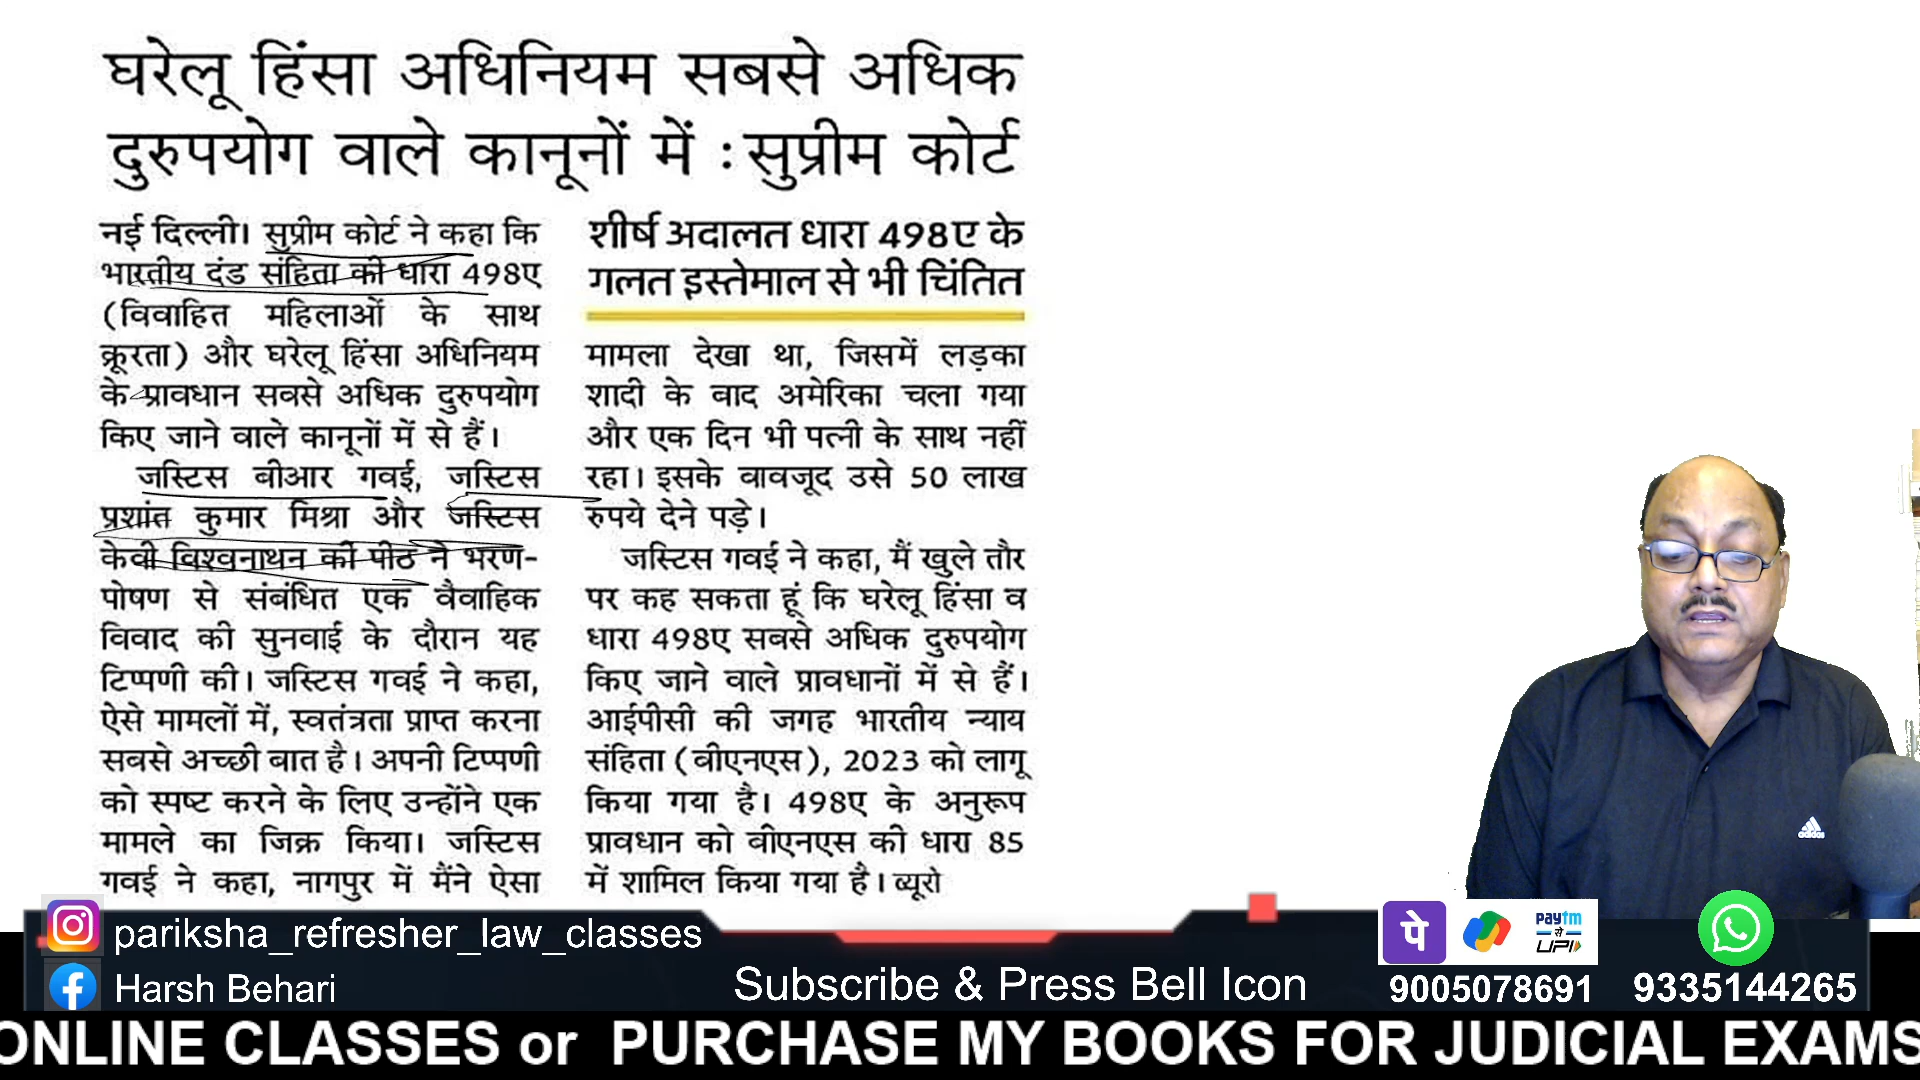 घरेलू हिंसा अधिनियम सबसे अधिक
दुरुपयोग वाले कानूनों में : सुप्रीम कोर्ट
नई दिल्ली। सुप्रीम कोर्ट ने कहा कि
भारतीय दंड संहिता की धारा 498ए
(विवाहित महिलाओं के साथ
क्रूरता) और घरेलू हिंसा अधिनियम
के प्रावधान सबसे अधिक दुरुपयोग
किए जाने वाले कानूनों में से हैं।
जस्टिस बीआर गवई, जस्टिस
प्रशांत कुमार मिश्रा और जस्टिस
केवी विश्वनाथन की पीठ ने भरण-
पोषण से संबंधित एक वैवाहिक
विवाद की सुनवाई के दौरान यह
टिप्पणी की। जस्टिस गवई ने कहा,
ऐसे मामलों में, स्वतंत्रता प्राप्त करना
सबसे अच्छी बात है। अपनी टिप्पणी
को स्पष्ट करने के लिए उन्होंने एक
मामले का जिक्र किया। जस्टिस
गवई ने कहा, नागपुर में मैंने ऐसा
शीर्ष अदालत धारा 498ए के
गलत इस्तेमाल से भी चिंतित
मामला देखा था, जिसमें लड़का
शादी के बाद अमेरिका चला गया
और एक दिन भी पत्नी के साथ नहीं
रहा। इसके बावजूद उसे 50 लाख
रुपये देने पड़े।
जस्टिस गवई ने कहा, मैं खुले तौर
पर कह सकता हूं कि घरेलू हिंसा व
धारा 498ए सबसे अधिक दुरुपयोग
किए जाने वाले प्रावधानों में से हैं।
आईपीसी की जगह भारतीय न्याय
संहिता (बीएनएस), 2023 को लागू
किया गया है। 498ए के अनुरूप
प्रावधान को बीएनएस की धारा 85
में शामिल किया गया है। ब्यूरो
adidas
pariksha_refresher_law_classes
Harsh Behari
Subscribe & Press Bell Icon
पे
paytm
से
UPI
9005078691
9335144265
ONLINE CLASSES or PURCHASE MY BOOKS FOR JUDICIAL EXAMS